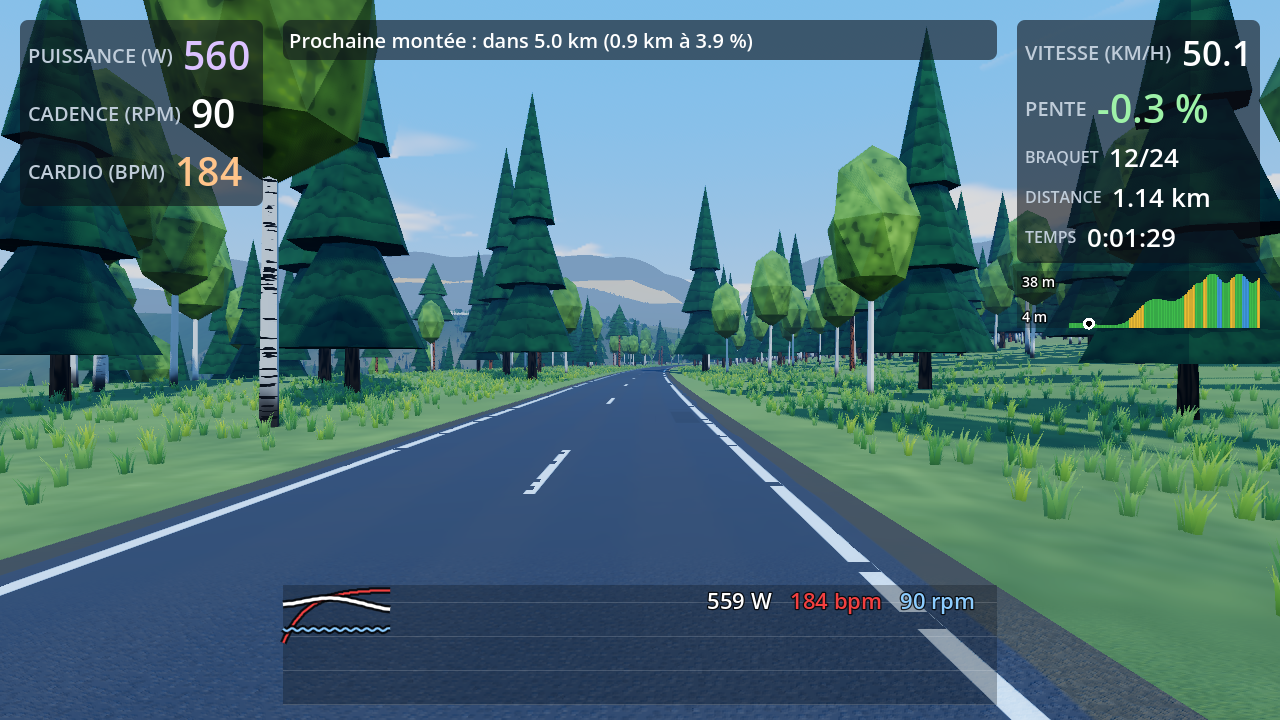 PUISSANCE (W) 560
CADENCE (RPM) 90
CARDIO (BPM) 184
Prochaine montée : dans 5.0 km (0.9 km à 3.9 %)
VITESSE (KM/H) 50.1
PENTE -0.3 %
BRAQUET 12/24
DISTANCE 1.14 km
TEMPS 0:01:29
38 m
4 m
559 W 184 bpm 90 rpm